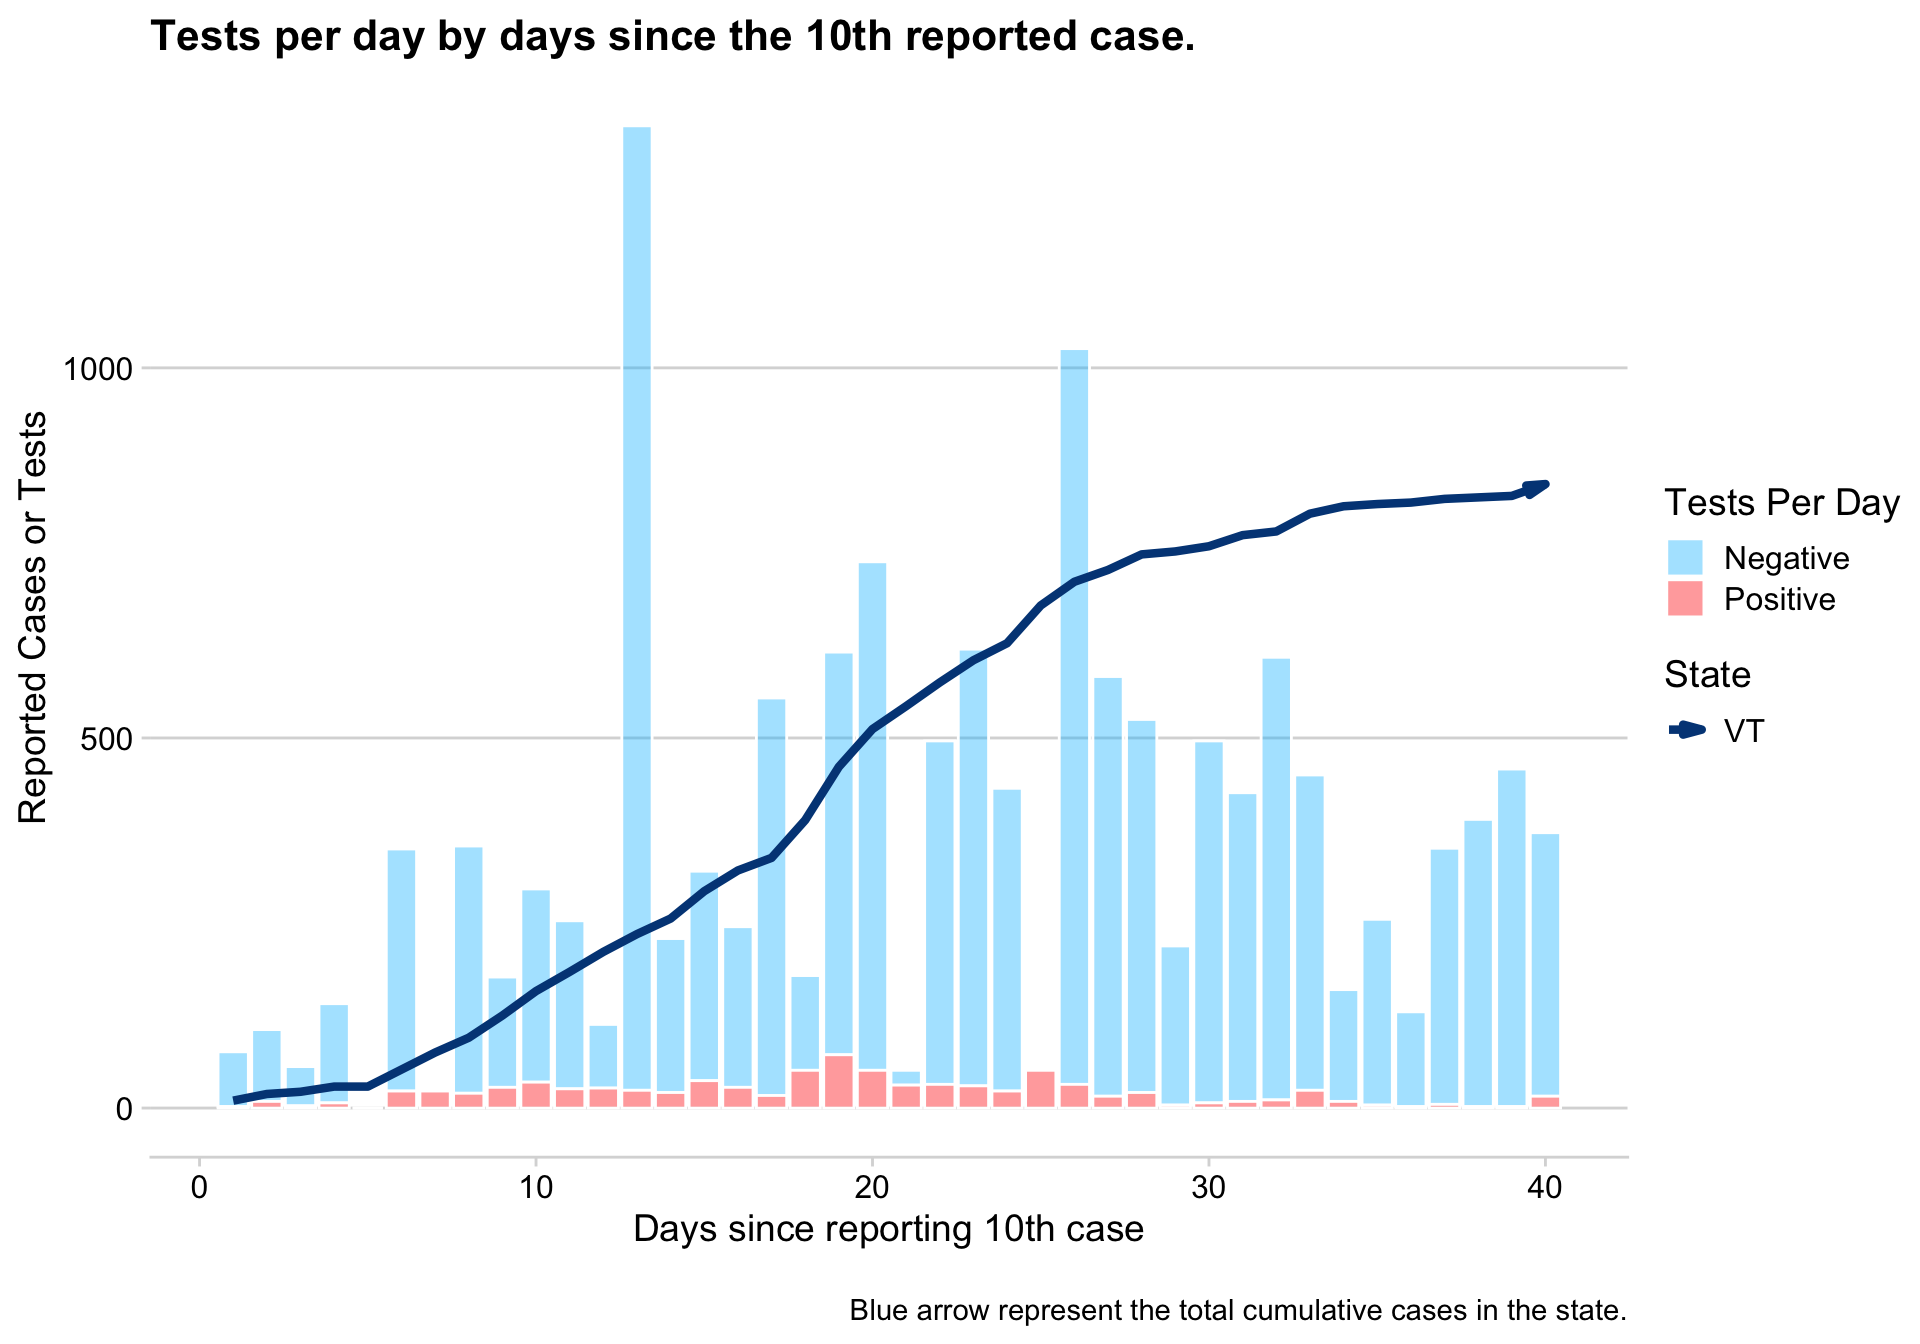 Tests per day by days since the 10th reported case.
Reported Cases or Tests
1000
500
0
0 10 20 30 40
Days since reporting 10th case
Tests Per Day
Negative
Positive
State
VT
Blue arrow represent the total cumulative cases in the state.